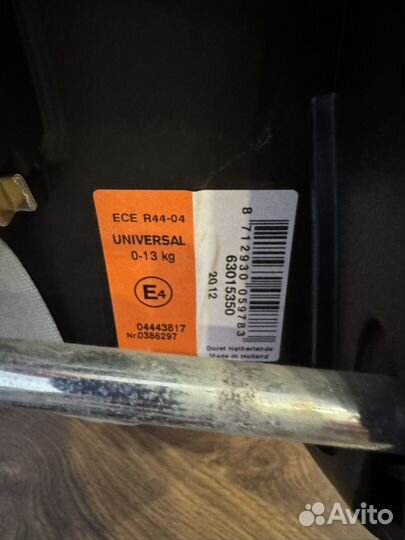 ECE R44-04
UNIVERSAL
0-13 kg
E4
04443817
Nr.0386297
8 712930 059783
63015350
2012
Dorel Netherlands
Made in Holland
Avito